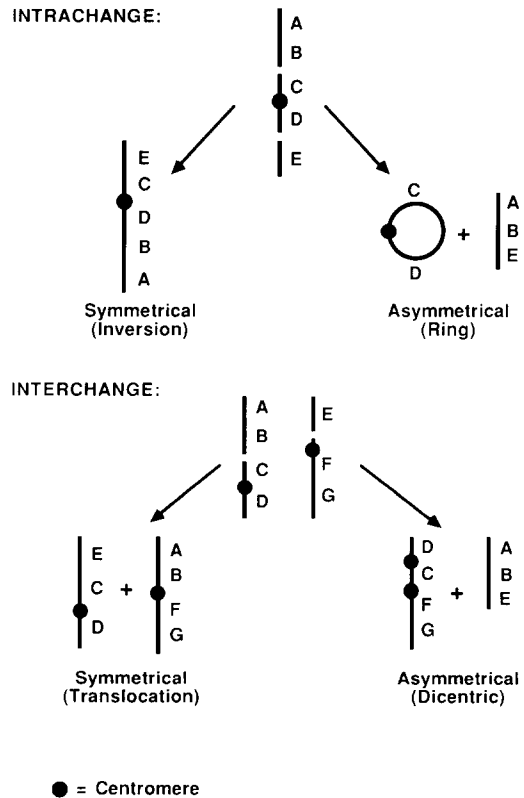 INTRACHANGE:
A
B
C
D
E
E
C
D
B
A
C
D
+
A
B
E
Symmetrical
(Inversion)
Asymmetrical
(Ring)
INTERCHANGE:
A
B
C
D
E
F
G
E
C
D
+
A
B
F
G
D
C
F
G
+
A
B
E
Symmetrical
(Translocation)
Asymmetrical
(Dicentric)
= Centromere